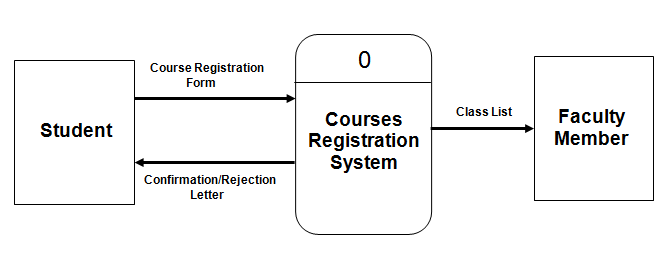 0
Course Registration
Form
Student
Courses
Registration
System
Class List
Faculty
Member
Confirmation/Rejection
Letter